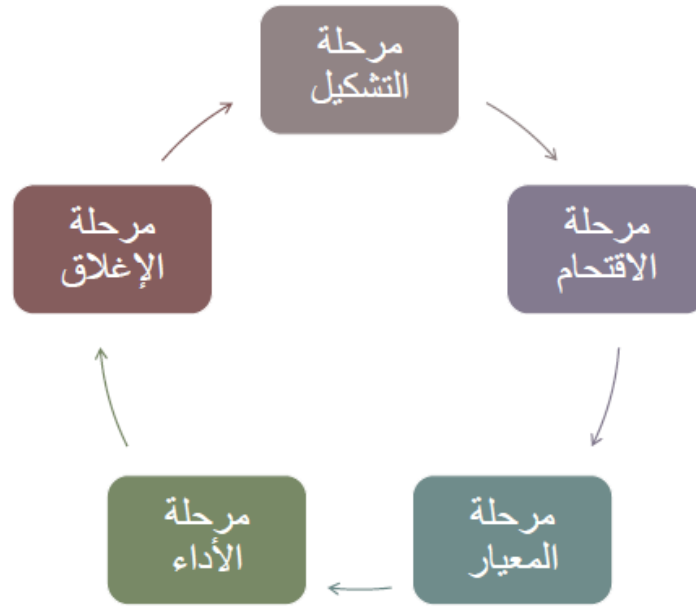 مرحلة
التشكيل
مرحلة
الاقتحام
مرحلة
المعيار
مرحلة
الأداء
مرحلة
الإغلاق